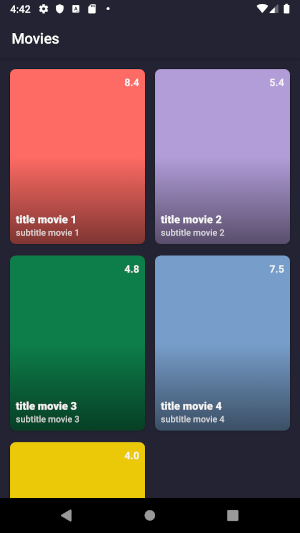 4:42
Movies
8.4
title movie 1
subtitle movie 1
5.4
title movie 2
subtitle movie 2
4.8
title movie 3
subtitle movie 3
7.5
title movie 4
subtitle movie 4
4.0